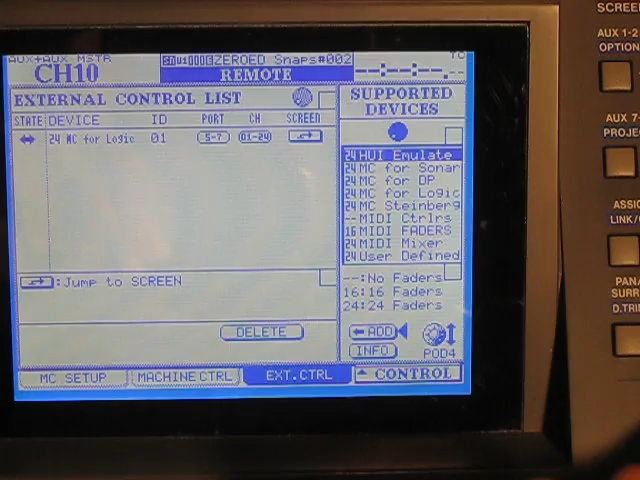 AUX+AUX MSTR
CH10
ZEROED Snaps#002
REMOTE
TC
--:--:--.--
EXTERNAL CONTROL LIST
STATE DEVICE ID PORT CH SCREEN
24 MC for Logic 01 5-7 01-24
:Jump to SCREEN
DELETE
SUPPORTED
DEVICES
24 HUI Emulate
24 MC for Sonar
24 MC for DP
24 MC for Logic
24 MC Steinberg
-- MIDI Ctrlrs
16 MIDI FADERS
24 MIDI Mixer
24 User Defined
--:No Faders
16:16 Faders
24:24 Faders
ADD
INFO
POD4
MC SETUP
MACHINE CTRL
EXT.CTRL
CONTROL
SCREE
AUX 1-2
OPTION
AUX 7-
PROJE
ASSIG
LINK/
PAN
SURR
D.TRI